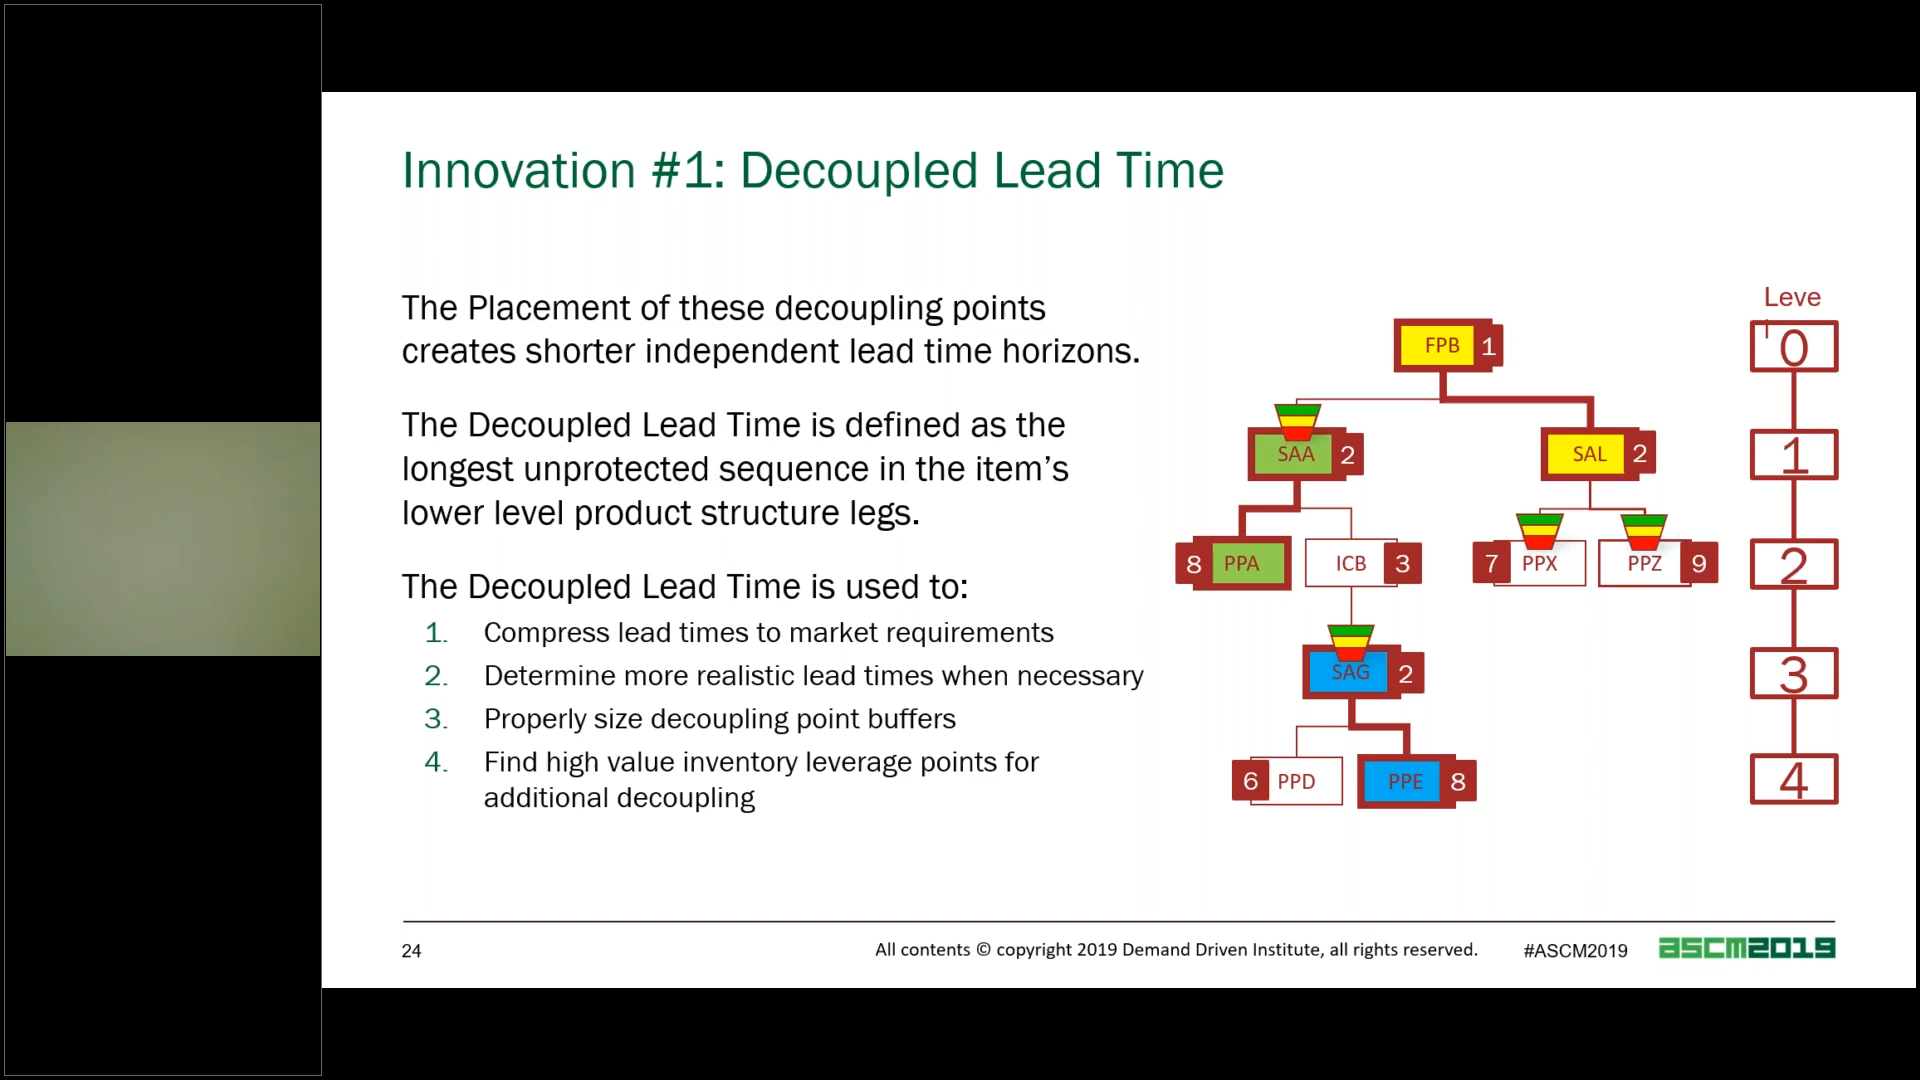 Innovation #1: Decoupled Lead Time
The Placement of these decoupling points
creates shorter independent lead time horizons.
The Decoupled Lead Time is defined as the
longest unprotected sequence in the item’s
lower level product structure legs.
The Decoupled Lead Time is used to:
1. Compress lead times to market requirements
2. Determine more realistic lead times when necessary
3. Properly size decoupling point buffers
4. Find high value inventory leverage points for
additional decoupling
Level
FPB 1
0
SAA 2
SAL 2
1
8 PPA
ICB 3
7 PPX
PPZ 9
2
SAG 2
3
6 PPD
PPE 8
4
24
All contents © copyright 2019 Demand Driven Institute, all rights reserved.
#ASCM2019
ascm2019